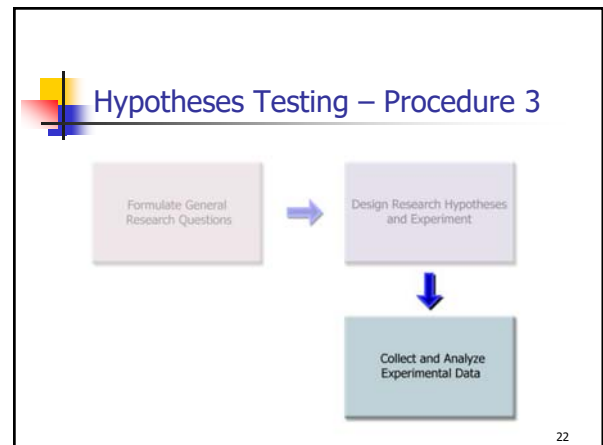 Hypotheses Testing – Procedure 3
Formulate General
Research Questions
Design Research Hypotheses
and Experiment
Collect and Analyze
Experimental Data
22